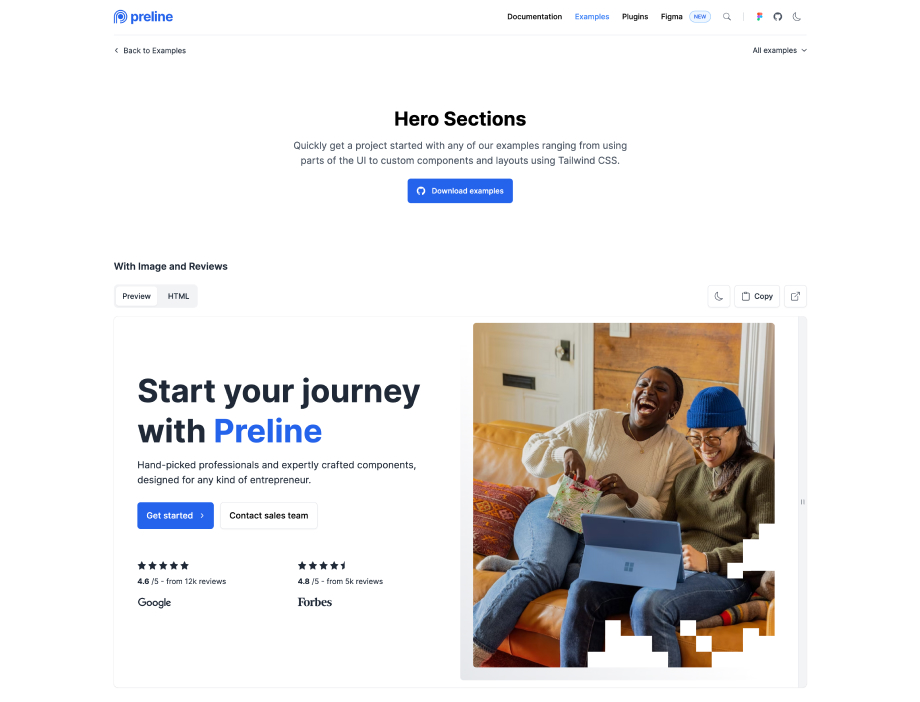 preline
Documentation Examples Plugins Figma NEW
Back to Examples
All examples
Hero Sections
Quickly get a project started with any of our examples ranging from using
parts of the UI to custom components and layouts using Tailwind CSS.
Download examples
With Image and Reviews
Preview HTML
Copy
Start your journey
with Preline
Hand-picked professionals and expertly crafted components,
designed for any kind of entrepreneur.
Get started
Contact sales team
4.6 /5 - from 12k reviews
4.8 /5 - from 5k reviews
Google
Forbes